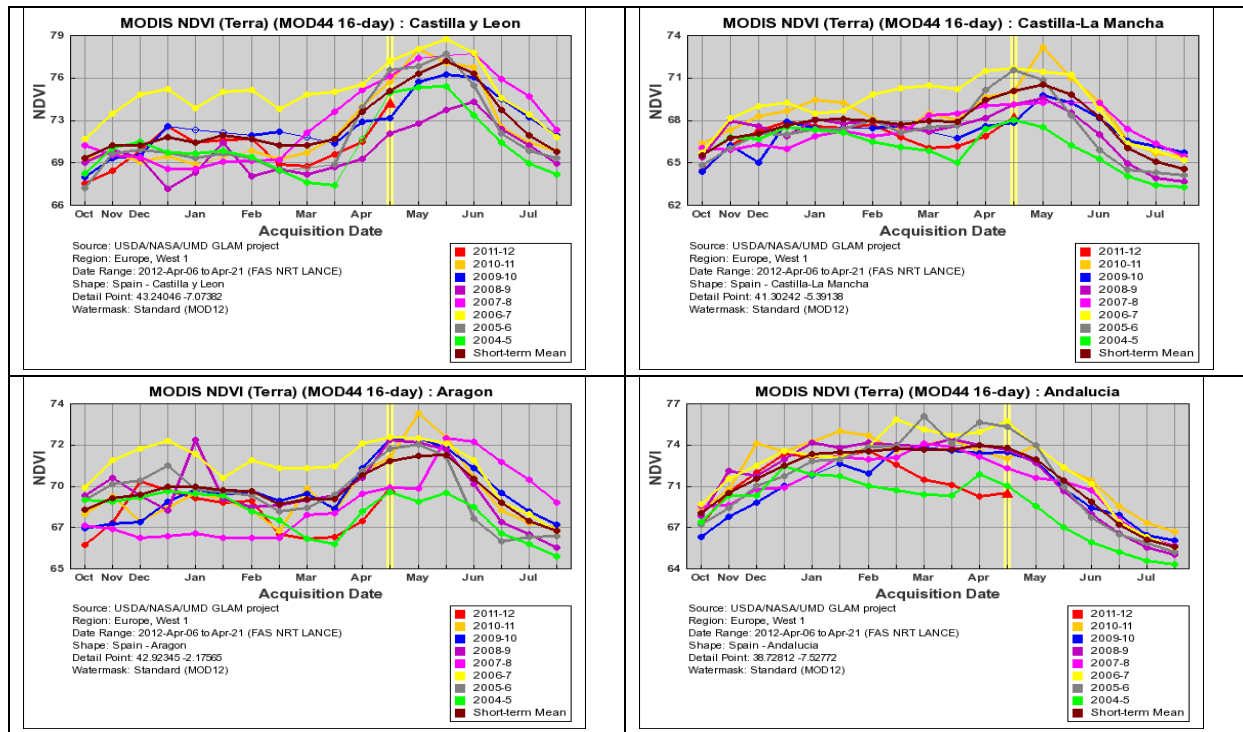 MODIS NDVI (Terra) (MOD44 16-day) : Castilla y Leon
79
76
73
69
66
NDVI
Oct Nov Dec Jan Feb Mar Apr May Jun Jul
Acquisition Date
Source: USDA/NASA/UMD GLAM project
Region: Europe, West 1
Date Range: 2012-Apr-06 to Apr-21 (FAS NRT LANCE)
Shape: Spain - Castilla y Leon
Detail Point: 43.24046 -7.07382
Watermask: Standard (MOD12)
2011-12
2010-11
2009-10
2008-9
2007-8
2006-7
2005-6
2004-5
Short-term Mean
MODIS NDVI (Terra) (MOD44 16-day) : Castilla-La Mancha
74
71
68
65
62
NDVI
Oct Nov Dec Jan Feb Mar Apr May Jun Jul
Acquisition Date
Source: USDA/NASA/UMD GLAM project
Region: Europe, West 1
Date Range: 2012-Apr-06 to Apr-21 (FAS NRT LANCE)
Shape: Spain - Castilla-La Mancha
Detail Point: 41.30242 -5.39138
Watermask: Standard (MOD12)
2011-12
2010-11
2009-10
2008-9
2007-8
2006-7
2005-6
2004-5
Short-term Mean
MODIS NDVI (Terra) (MOD44 16-day) : Aragon
74
72
70
67
65
NDVI
Oct Nov Dec Jan Feb Mar Apr May Jun Jul
Acquisition Date
Source: USDA/NASA/UMD GLAM project
Region: Europe, West 1
Date Range: 2012-Apr-06 to Apr-21 (FAS NRT LANCE)
Shape: Spain - Aragon
Detail Point: 42.92345 -2.17565
Watermask: Standard (MOD12)
2011-12
2010-11
2009-10
2008-9
2007-8
2006-7
2005-6
2004-5
Short-term Mean
MODIS NDVI (Terra) (MOD44 16-day) : Andalucia
77
74
71
67
64
NDVI
Oct Nov Dec Jan Feb Mar Apr May Jun Jul
Acquisition Date
Source: USDA/NASA/UMD GLAM project
Region: Europe, West 1
Date Range: 2012-Apr-06 to Apr-21 (FAS NRT LANCE)
Shape: Spain - Andalucia
Detail Point: 38.72812 -7.52772
Watermask: Standard (MOD12)
2011-12
2010-11
2009-10
2008-9
2007-8
2006-7
2005-6
2004-5
Short-term Mean